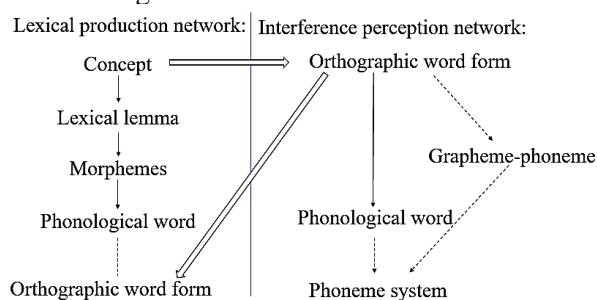 Lexical production network:
Interference perception network:
Concept
Orthographic word form
Lexical lemma
Morphemes
Grapheme-phoneme
Phonological word
Phonological word
Orthographic word form
Phoneme system